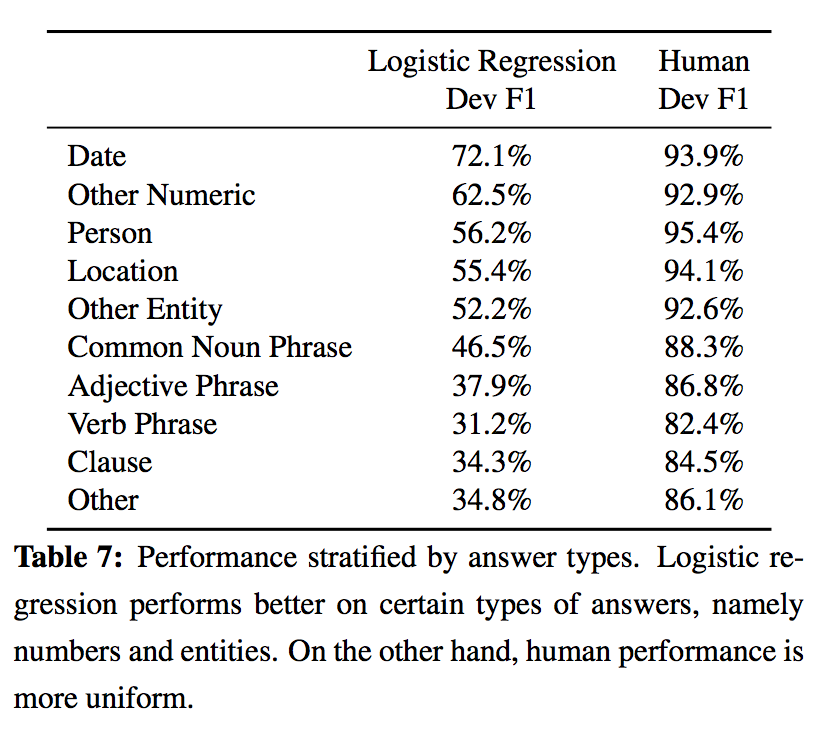 Logistic Regression Human
Dev F1 Dev F1
Date 72.1% 93.9%
Other Numeric 62.5% 92.9%
Person 56.2% 95.4%
Location 55.4% 94.1%
Other Entity 52.2% 92.6%
Common Noun Phrase 46.5% 88.3%
Adjective Phrase 37.9% 86.8%
Verb Phrase 31.2% 82.4%
Clause 34.3% 84.5%
Other 34.8% 86.1%
Table 7: Performance stratified by answer types. Logistic re-
gression performs better on certain types of answers, namely
numbers and entities. On the other hand, human performance is
more uniform.